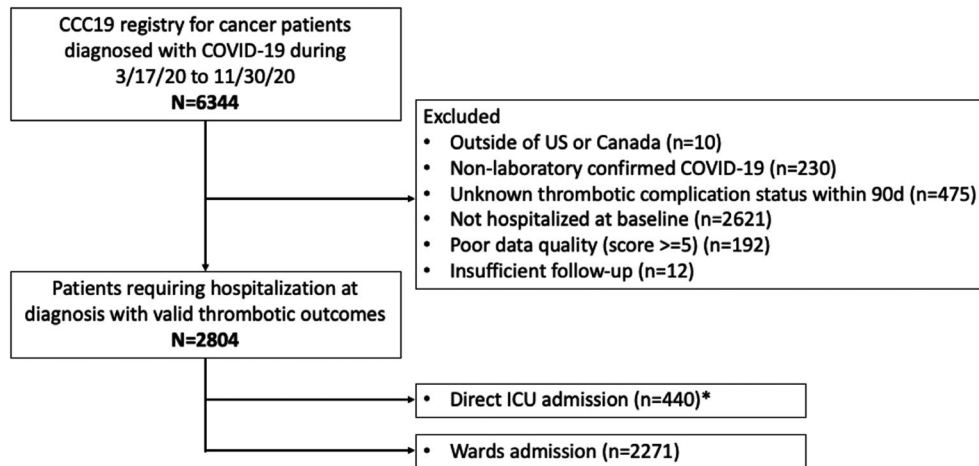 CCC19 registry for cancer patients
diagnosed with COVID-19 during
3/17/20 to 11/30/20
N=6344
Excluded
• Outside of US or Canada (n=10)
• Non-laboratory confirmed COVID-19 (n=230)
• Unknown thrombotic complication status within 90d (n=475)
• Not hospitalized at baseline (n=2621)
• Poor data quality (score >=5) (n=192)
• Insufficient follow-up (n=12)
Patients requiring hospitalization at
diagnosis with valid thrombotic outcomes
N=2804
• Direct ICU admission (n=440)*
• Wards admission (n=2271)